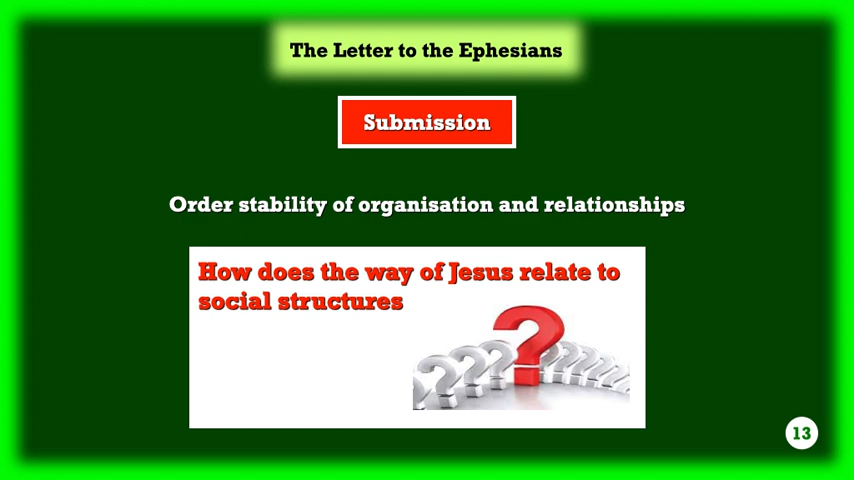 The Letter to the Ephesians
Submission
Order stability of organisation and relationships
How does the way of Jesus relate to
social structures
13